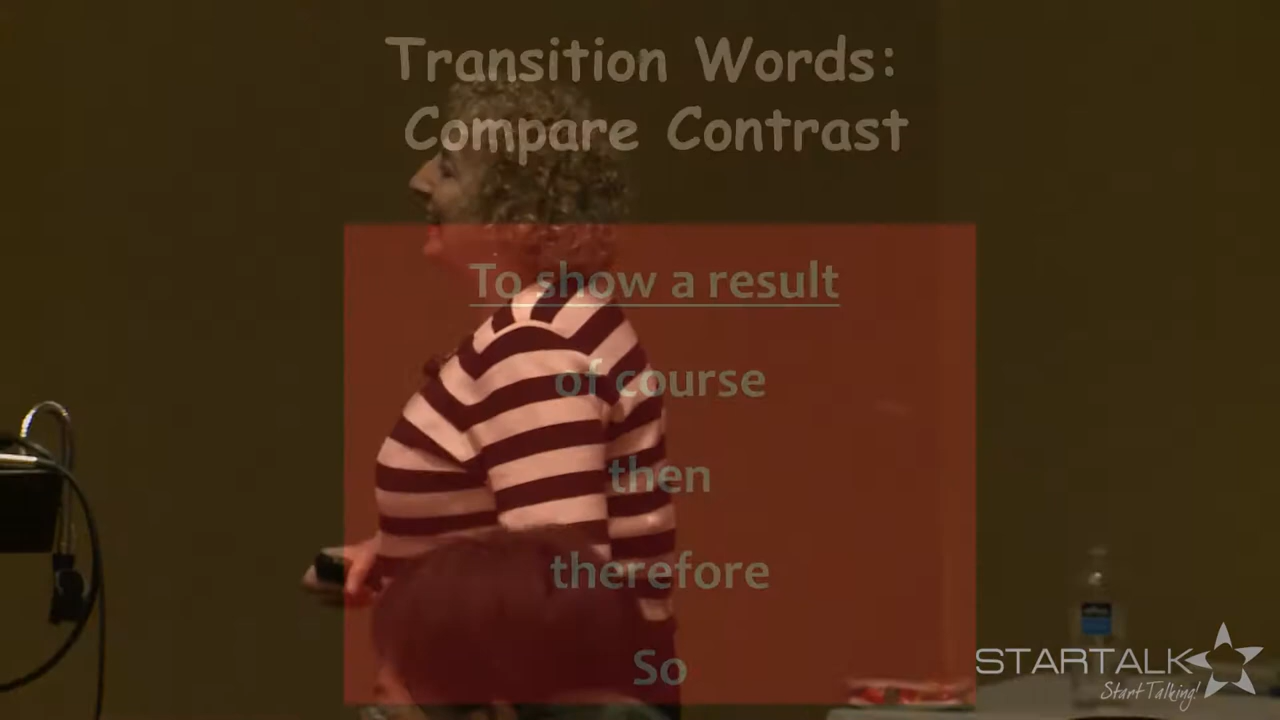 Transition Words:
Compare Contrast
To show a result
of course
then
therefore
So
STARTALK
Start Talking!